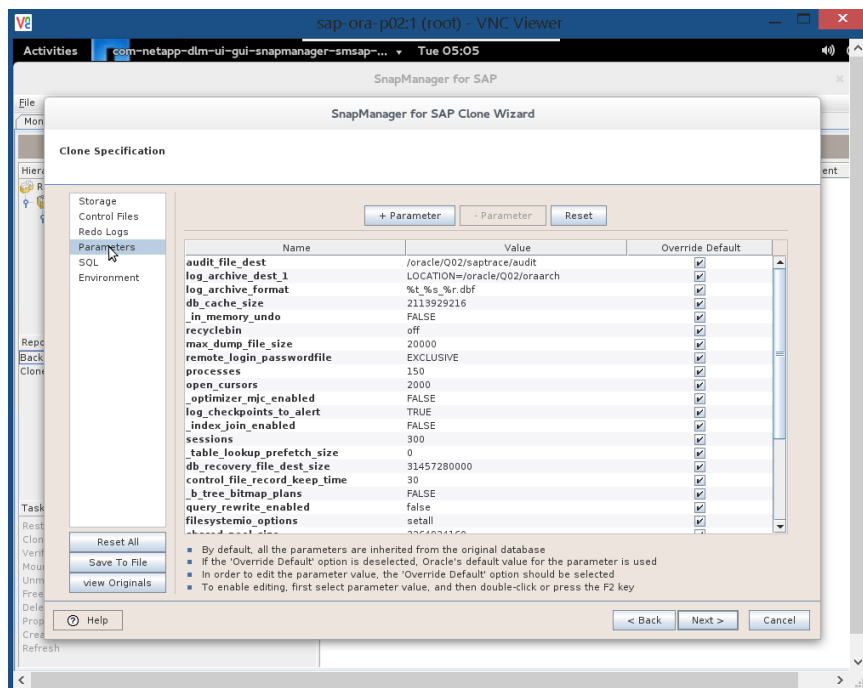 sap-ora-p02:1 (root) - VNC Viewer
Activities com-netapp-dlm-ui-gui-snapmanager-smsap-... Tue 05:05
SnapManager for SAP
File
Mon
SnapManager for SAP Clone Wizard
Clone Specification
Hiera
ent
R
Storage
Control Files
Redo Logs
Parameters
SQL
Environment
+ Parameter - Parameter Reset
Name Value Override Default
audit_file_dest /oracle/Q02/saptrace/audit
log_archive_dest_1 LOCATION=/oracle/Q02/oraarch
log_archive_format %t_%s_%r.dbf
db_cache_size 2113929216
_in_memory_undo FALSE
recyclebin off
max_dump_file_size 20000
remote_login_passwordfile EXCLUSIVE
processes 150
open_cursors 2000
_optimizer_mjc_enabled FALSE
log_checkpoints_to_alert TRUE
_index_join_enabled FALSE
sessions 300
_table_lookup_prefetch_size 0
db_recovery_file_dest_size 31457280000
control_file_record_keep_time 30
_b_tree_bitmap_plans FALSE
query_rewrite_enabled false
filesystemio_options setall
Repo
Back
Clone
Task
Rest
Clon
Verif
Mou
Unm
Free
Dele
Prop
Crea
Refresh
Reset All
Save To File
view Originals
By default, all the parameters are inherited from the original database
If the 'Override Default' option is deselected, Oracle's default value for the parameter is used
In order to edit the parameter value, the 'Override Default' option should be selected
To enable editing, first select parameter value, and then double-click or press the F2 key
Help
< Back Next > Cancel